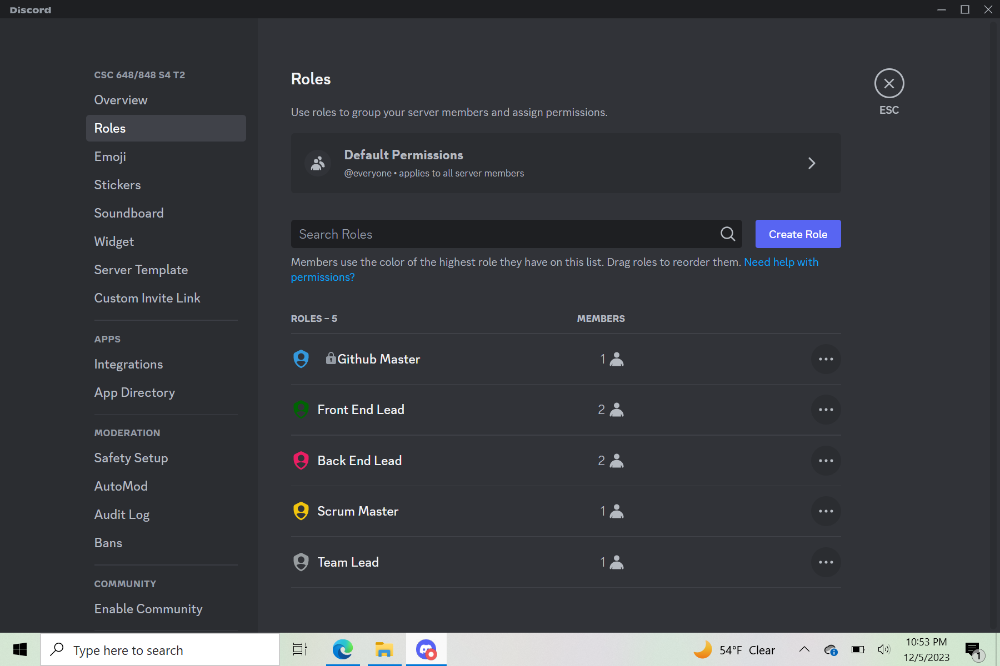 Discord
CSC 648/848 S4 T2
Overview
Roles
Emoji
Stickers
Soundboard
Widget
Server Template
Custom Invite Link
APPS
Integrations
App Directory
MODERATION
Safety Setup
AutoMod
Audit Log
Bans
COMMUNITY
Enable Community
Roles
ESC
Use roles to group your server members and assign permissions.
Default Permissions
@everyone • applies to all server members
Search Roles
Create Role
Members use the color of the highest role they have on this list. Drag roles to reorder them. Need help with
permissions?
ROLES – 5 MEMBERS
Github Master 1
Front End Lead 2
Back End Lead 2
Scrum Master 1
Team Lead 1
Type here to search
54°F Clear
10:53 PM
12/5/2023
1